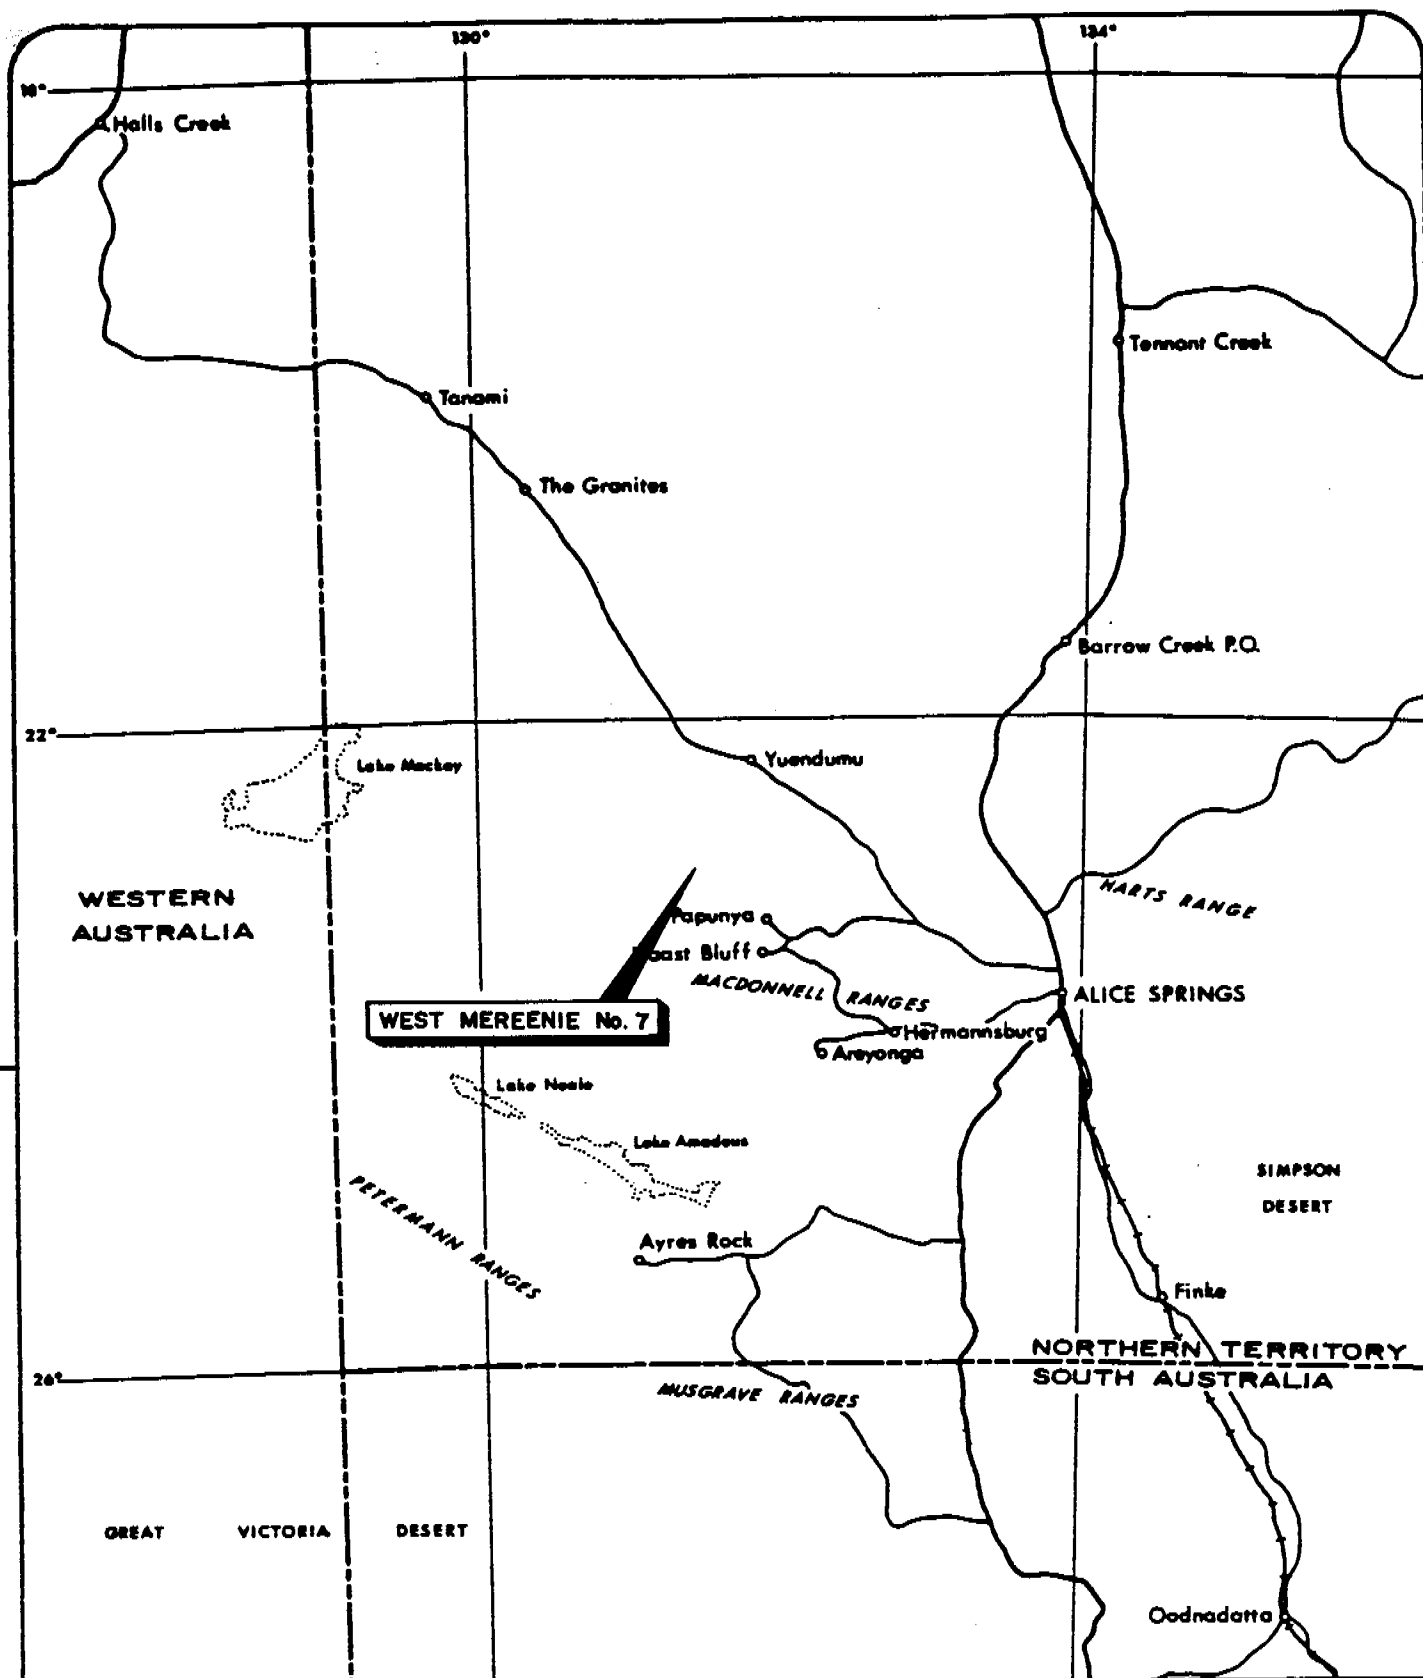 130°
134°
18°
Halls Creek
Tennant Creek
Tanami
The Granites
Barrow Creek P.O.
22°
Yuendumu
Lake Mackay
HARTS RANGE
WESTERN
AUSTRALIA
Papunya
Haast Bluff
MACDONNELL RANGES
ALICE SPRINGS
WEST MEREENIE No. 7
Hermannsburg
Areyonga
Lake Neale
Lake Amadeus
SIMPSON
DESERT
PETERMANN RANGES
Ayres Rock
Finke
NORTHERN TERRITORY
26°
SOUTH AUSTRALIA
MUSGRAVE RANGES
GREAT VICTORIA DESERT
Oodnadatta